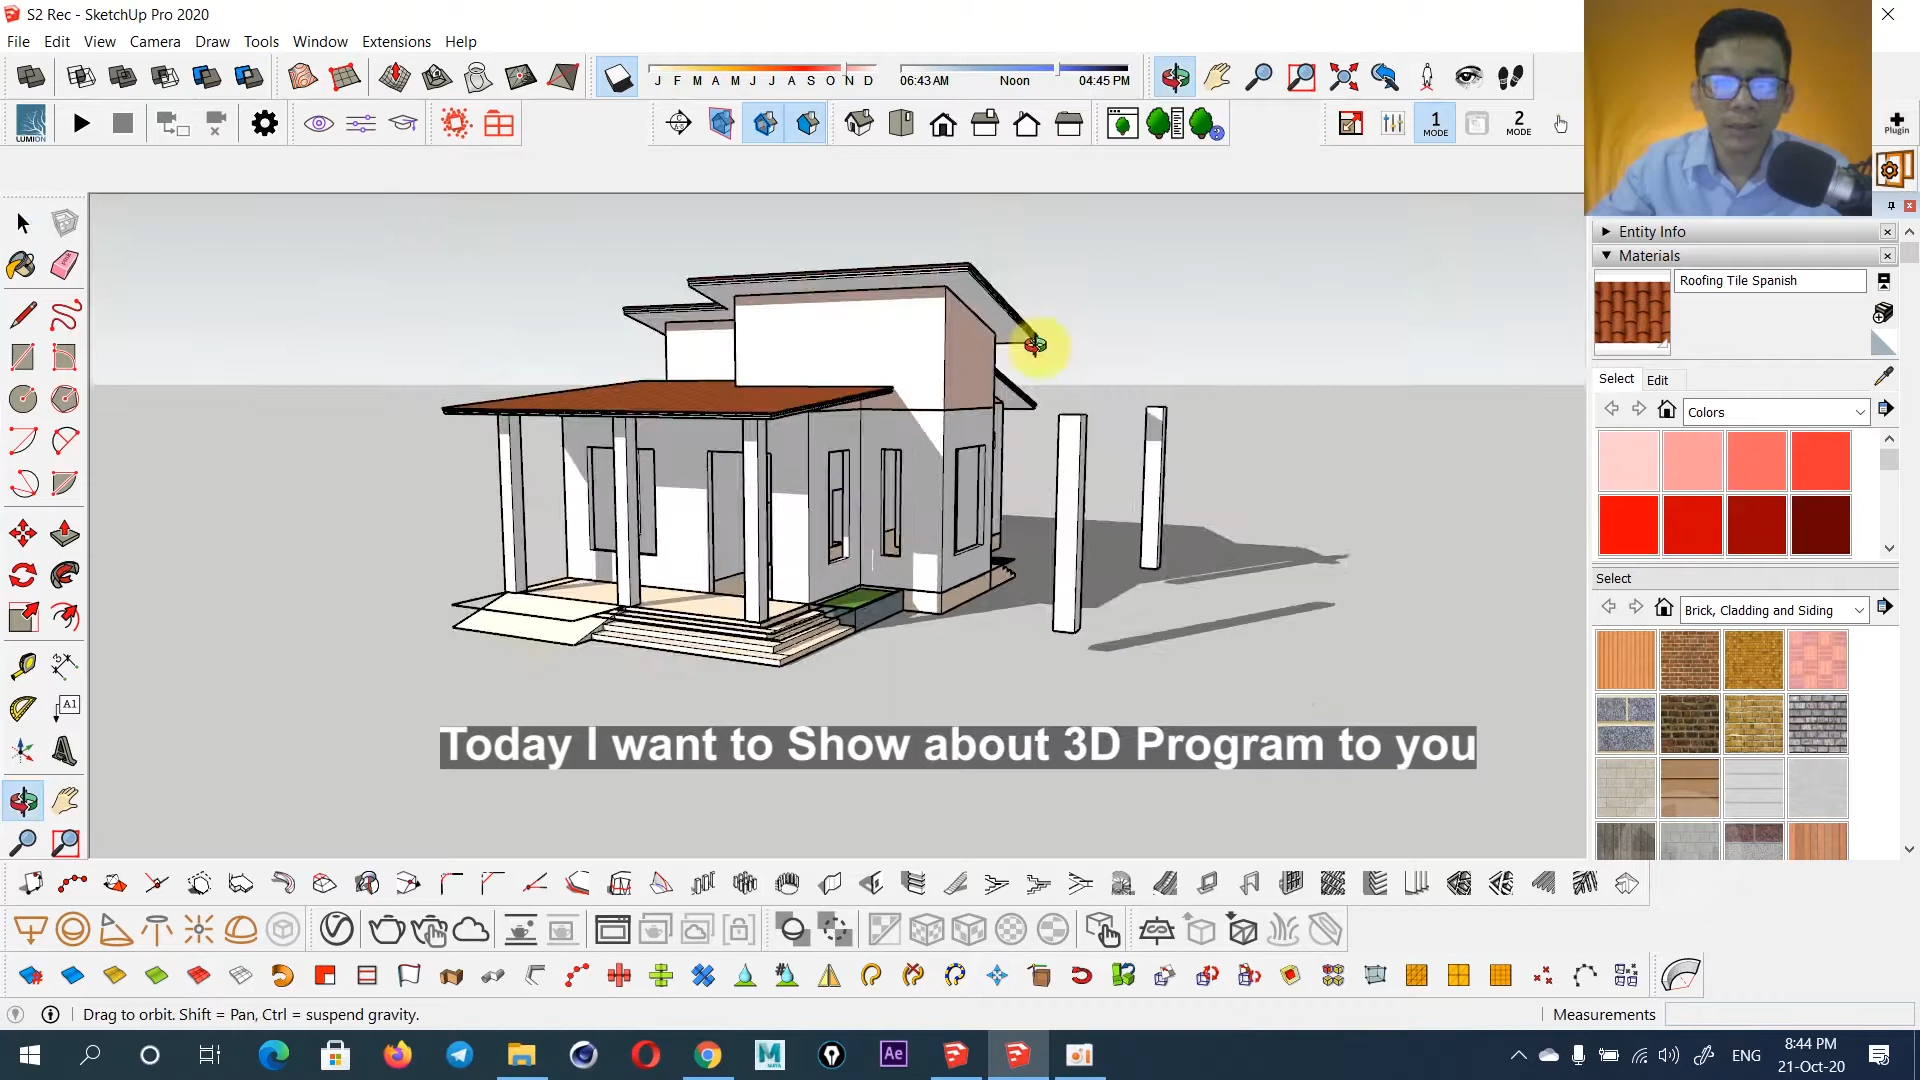 S2 Rec - SketchUp Pro 2020
File Edit View Camera Draw Tools Window Extensions Help
J F M A M J J A S O N D
06:43 AM Noon 04:45 PM
LUMION
1 MODE
2 MODE
Plugin
Entity Info
Materials
Roofing Tile Spanish
Select Edit
Colors
Select
Brick, Cladding and Siding
A1
Today I want to Show about 3D Program to you
Drag to orbit. Shift = Pan, Ctrl = suspend gravity.
Measurements
Ae
ENG
8:44 PM
21-Oct-20